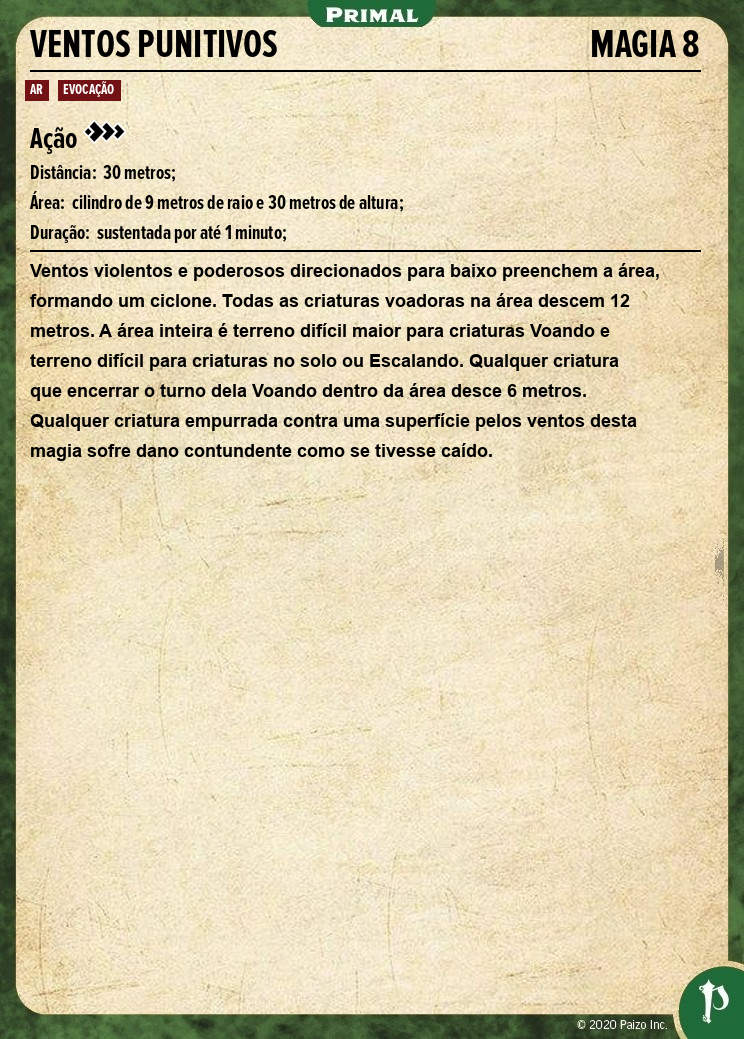 PRIMAL
VENTOS PUNITIVOS MAGIA 8
AR EVOCAÇÃO
Ação
Distância: 30 metros;
Área: cilindro de 9 metros de raio e 30 metros de altura;
Duração: sustentada por até 1 minuto;
Ventos violentos e poderosos direcionados para baixo preenchem a área,
formando um ciclone. Todas as criaturas voadoras na área descem 12
metros. A área inteira é terreno difícil maior para criaturas Voando e
terreno difícil para criaturas no solo ou Escalando. Qualquer criatura
que encerrar o turno dela Voando dentro da área desce 6 metros.
Qualquer criatura empurrada contra uma superfície pelos ventos desta
magia sofre dano contundente como se tivesse caído.
© 2020 Paizo Inc.